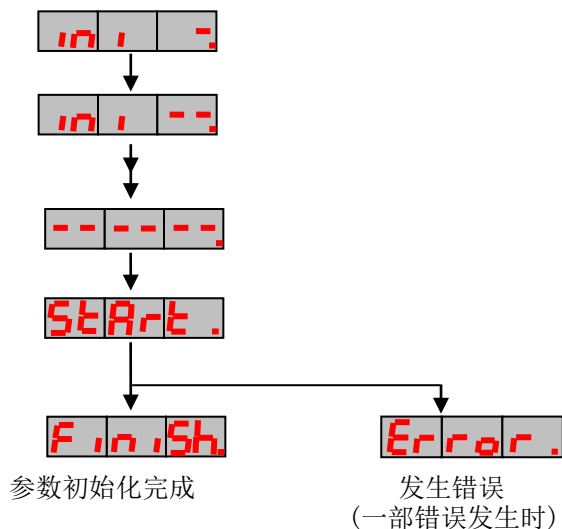 ini -.
ini --.
------.
StArt .
FiniSh.
Error.
参数初始化完成
发生错误
(一部错误发生时)